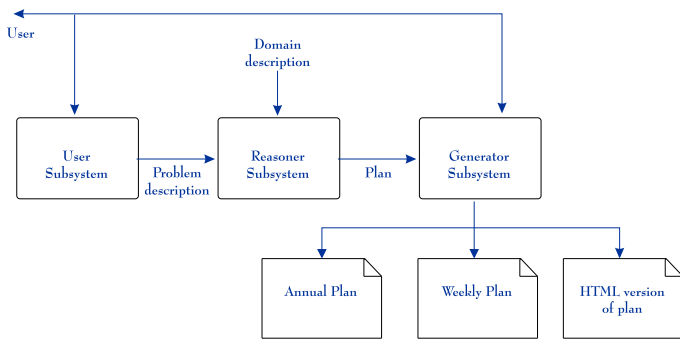 User
Domain
description
User
Subsystem
Problem
description
Reasoner
Subsystem
Plan
Generator
Subsystem
Annual Plan
Weekly Plan
HTML version
of plan